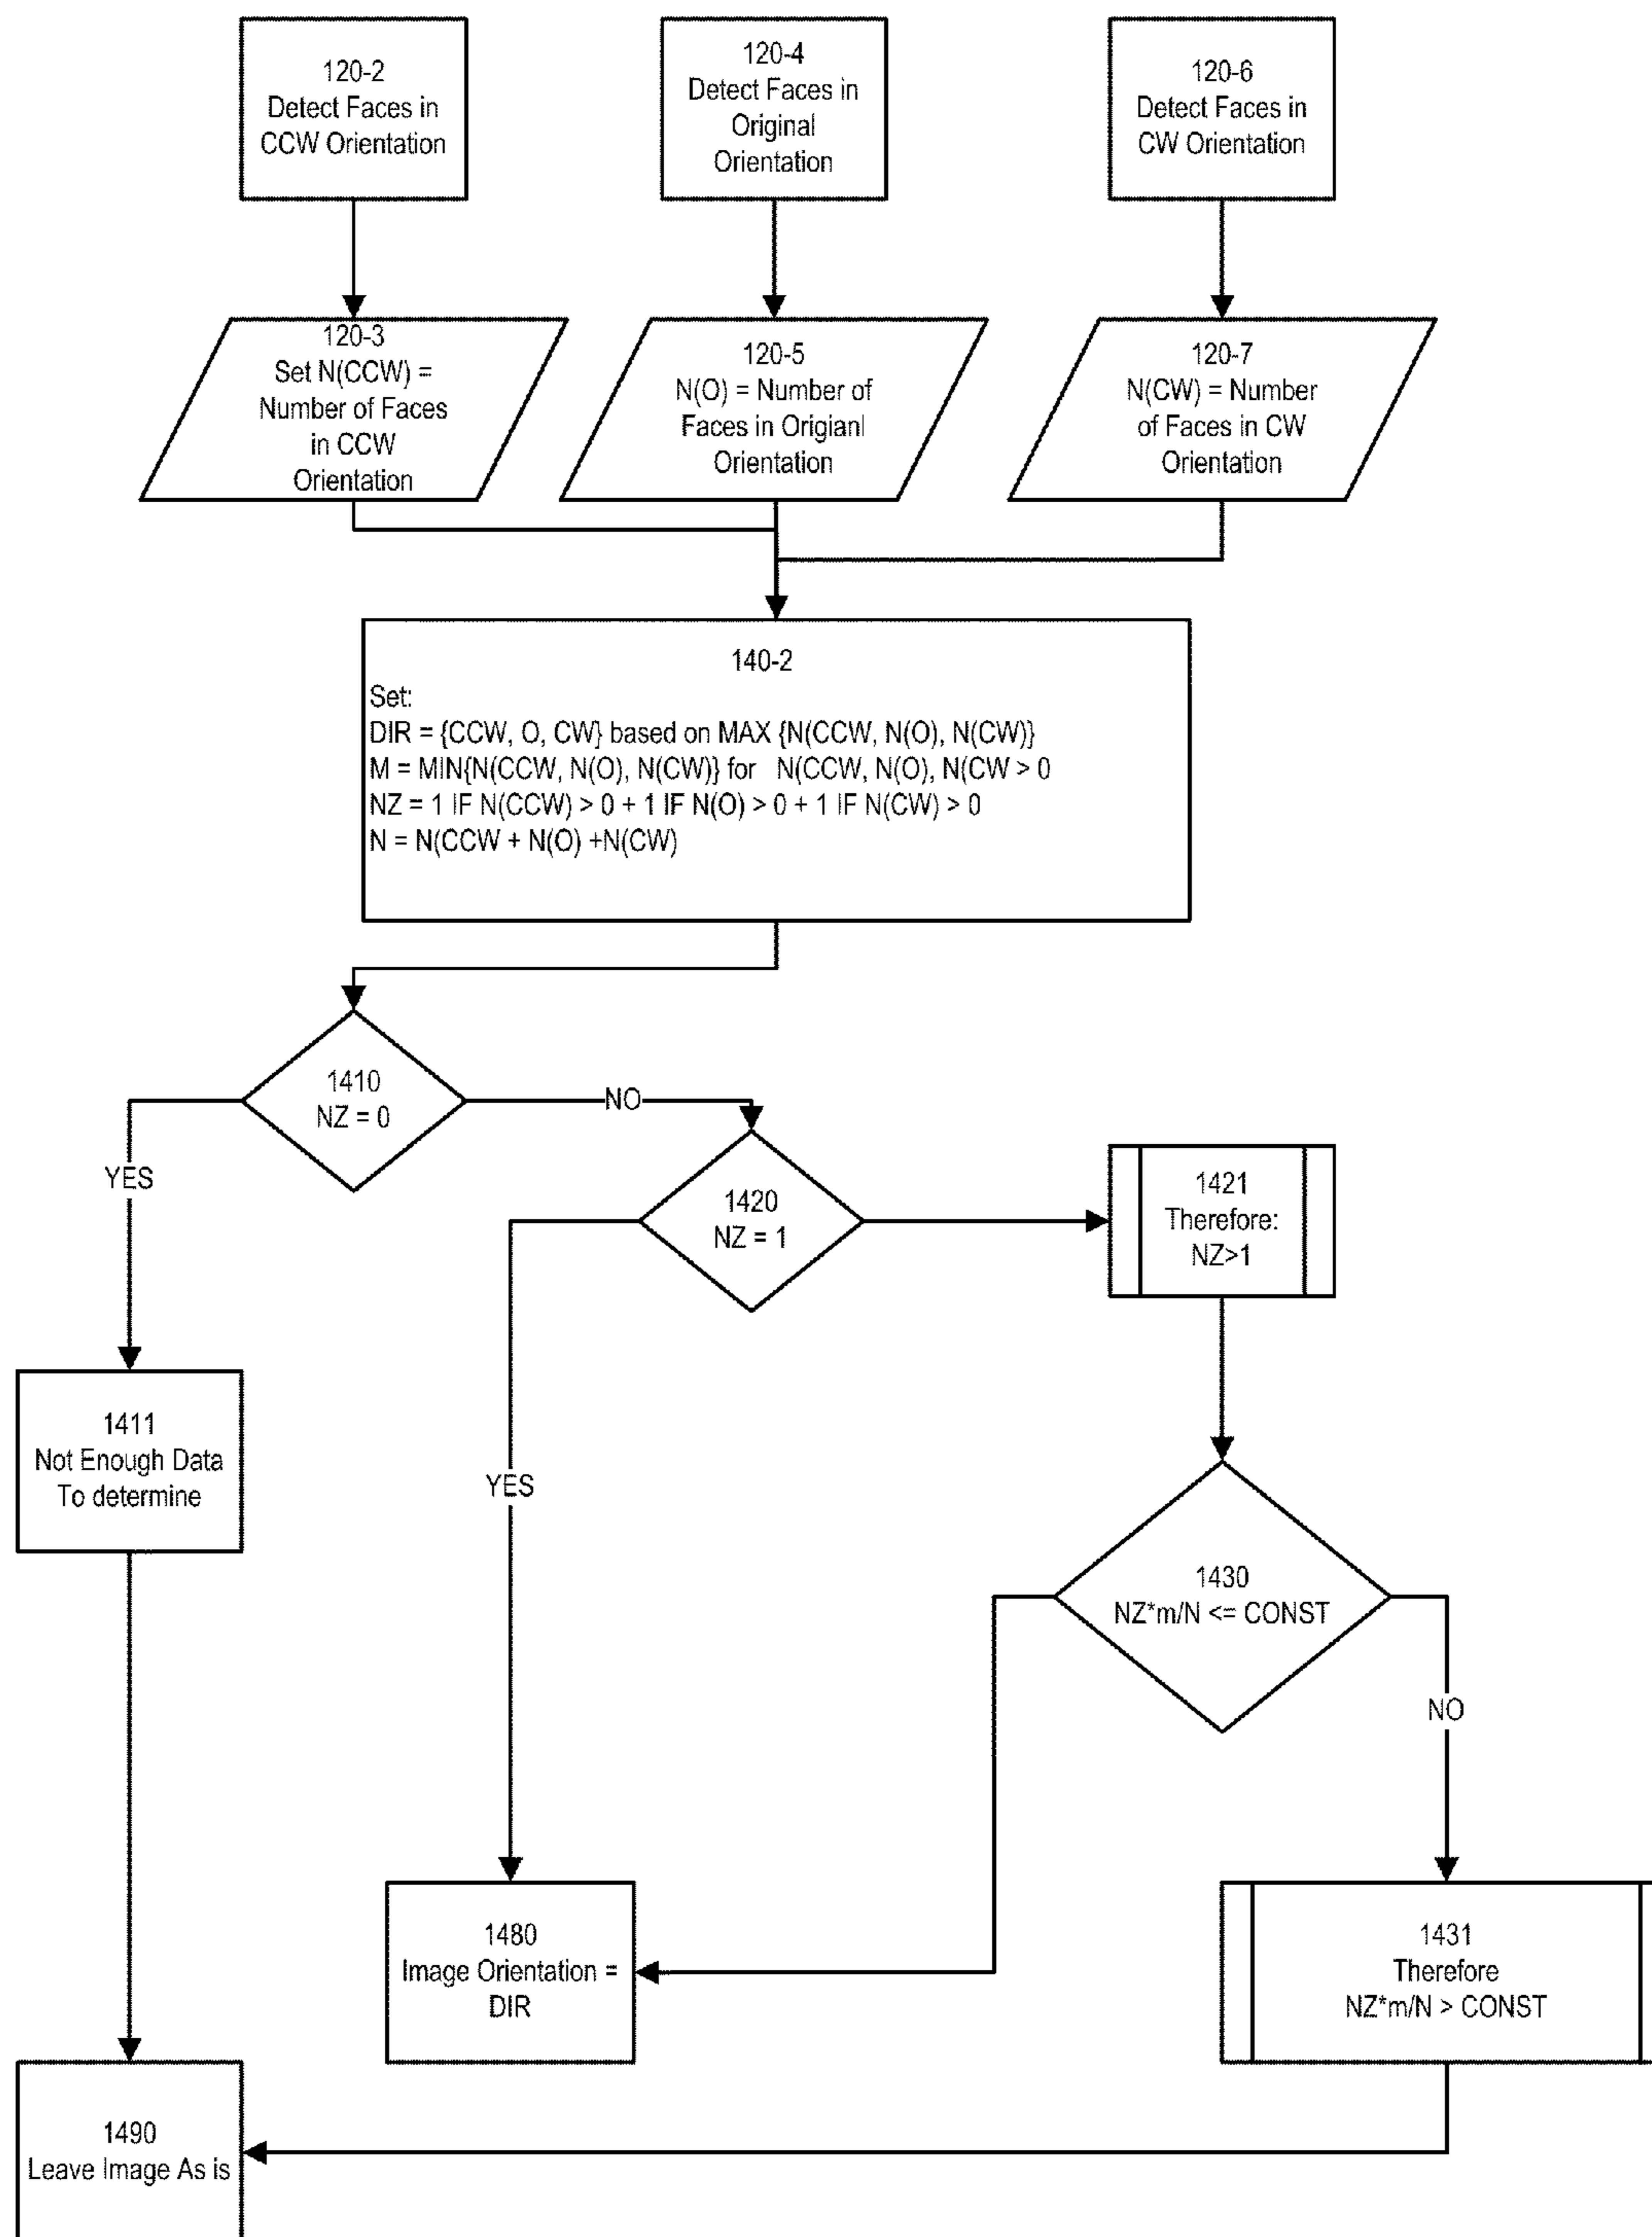 120-2
Detect Faces in
CCW Orientation
120-4
Detect Faces in
Original
Orientation
120-6
Detect Faces in
CW Orientation
120-3
Set N(CCW) =
Number of Faces
in CCW
Orientation
120-5
N(O) = Number of
Faces in Origianl
Orientation
120-7
N(CW) = Number
of Faces in CW
Orientation
140-2
Set:
DIR = {CCW, O, CW} based on MAX {N(CCW, N(O), N(CW)}
M = MIN{N(CCW, N(O), N(CW)} for N(CCW, N(O), N(CW > 0
NZ = 1 IF N(CCW) > 0 + 1 IF N(O) > 0 + 1 IF N(CW) > 0
N = N(CCW + N(O) +N(CW)
1410
NZ = 0
NO
YES
1420
NZ = 1
1421
Therefore:
NZ>1
1411
Not Enough Data
To determine
YES
1430
NZ*m/N <= CONST
NO
1480
Image Orientation =
DIR
1431
Therefore
NZ*m/N > CONST
1490
Leave Image As is